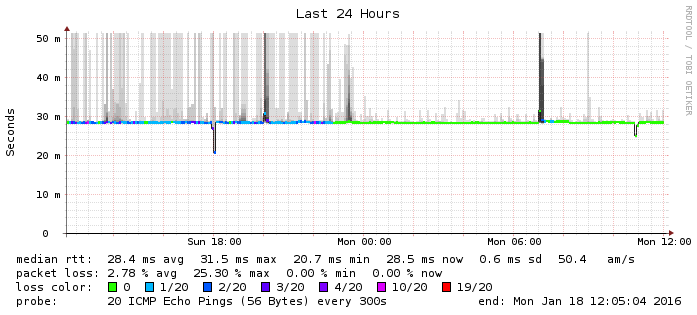 Last 24 Hours
RRDTOOL / TOBI OETIKER
Seconds
50 m
40 m
30 m
20 m
10 m
0
Sun 18:00 Mon 00:00 Mon 06:00 Mon 12:00
median rtt: 28.4 ms avg 31.5 ms max 20.7 ms min 28.5 ms now 0.6 ms sd 50.4 am/s
packet loss: 2.78 % avg 25.30 % max 0.00 % min 0.00 % now
loss color: 0 1/20 2/20 3/20 4/20 10/20 19/20
probe: 20 ICMP Echo Pings (56 Bytes) every 300s end: Mon Jan 18 12:05:04 2016